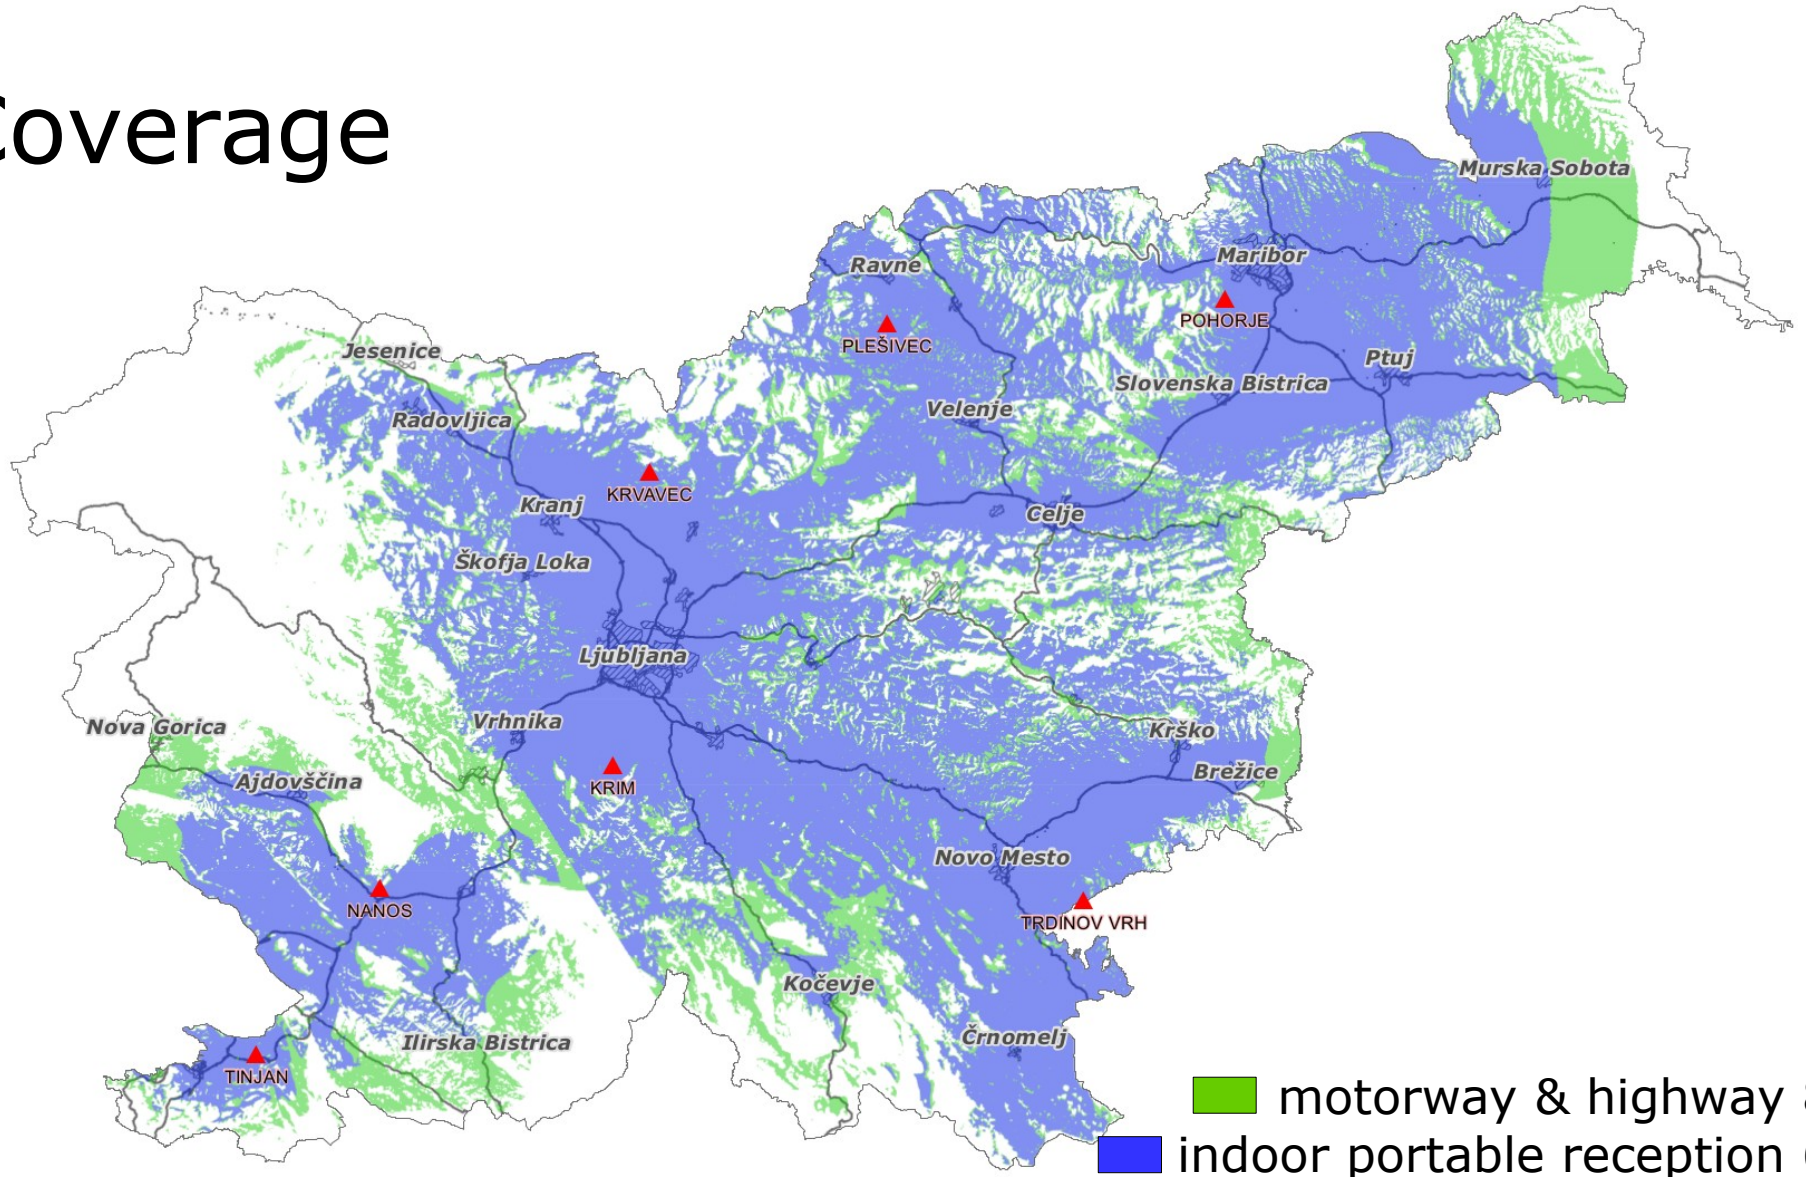 Coverage
Murska Sobota
Maribor
Ravne
POHORJE
PLEŠIVEC
Jesenice
Ptuj
Slovenska Bistrica
Velenje
Radovljica
KRVAVEC
Kranj
Celje
Škofja Loka
Ljubljana
Vrhnika
Nova Gorica
Krško
Brežice
Ajdovščina
KRIM
Novo Mesto
NANOS
TRDINOV VRH
Kočevje
Črnomelj
Ilirska Bistrica
TINJAN
motorway & highway
indoor portable reception (